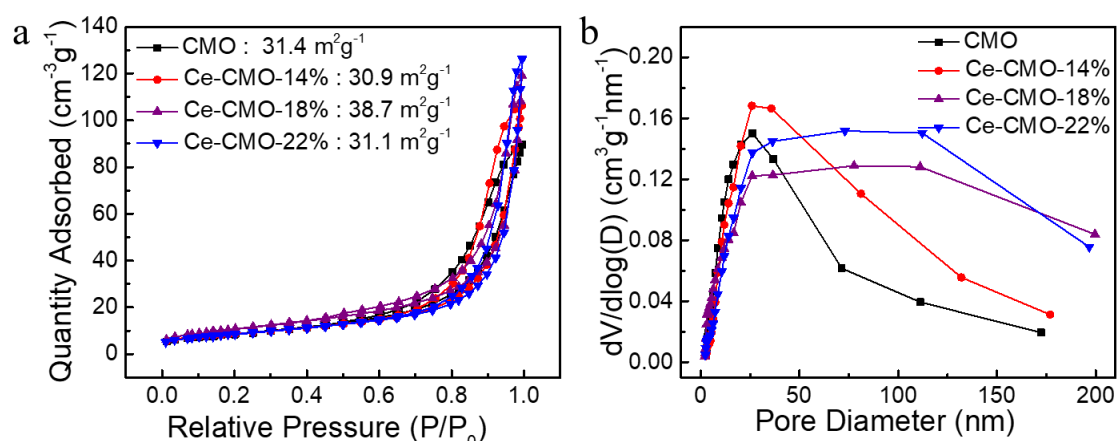 a
Quantity Adsorbed (cm⁻³g⁻¹)
140
120
100
80
60
40
20
0
CMO : 31.4 m²g⁻¹
Ce-CMO-14% : 30.9 m²g⁻¹
Ce-CMO-18% : 38.7 m²g⁻¹
Ce-CMO-22% : 31.1 m²g⁻¹
0.0 0.2 0.4 0.6 0.8 1.0
Relative Pressure (P/P₀)
b
dV/dlog(D) (cm³g⁻¹nm⁻¹)
0.20
0.16
0.12
0.08
0.04
0.00
CMO
Ce-CMO-14%
Ce-CMO-18%
Ce-CMO-22%
0 50 100 150 200
Pore Diameter (nm)